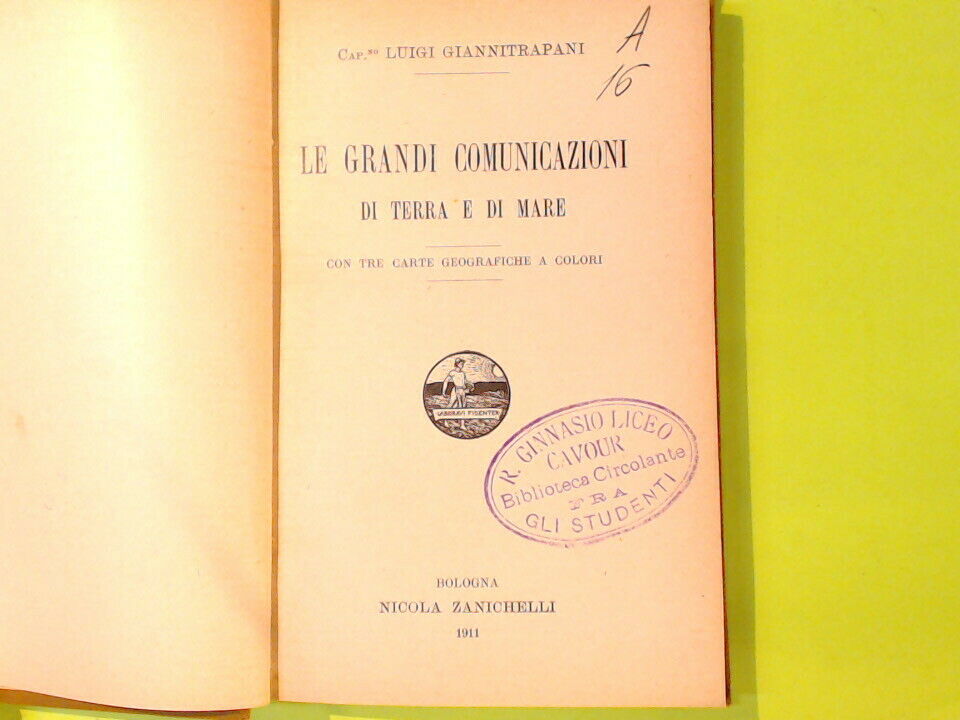 Cap.no LUIGI GIANNITRAPANI
A
16
LE GRANDI COMUNICAZIONI
DI TERRA E DI MARE
CON TRE CARTE GEOGRAFICHE A COLORI
LABORAVI FIDENTER
R. GINNASIO LICEO
CAVOUR
Biblioteca Circolante
FRA
GLI STUDENTI
BOLOGNA
NICOLA ZANICHELLI
1911